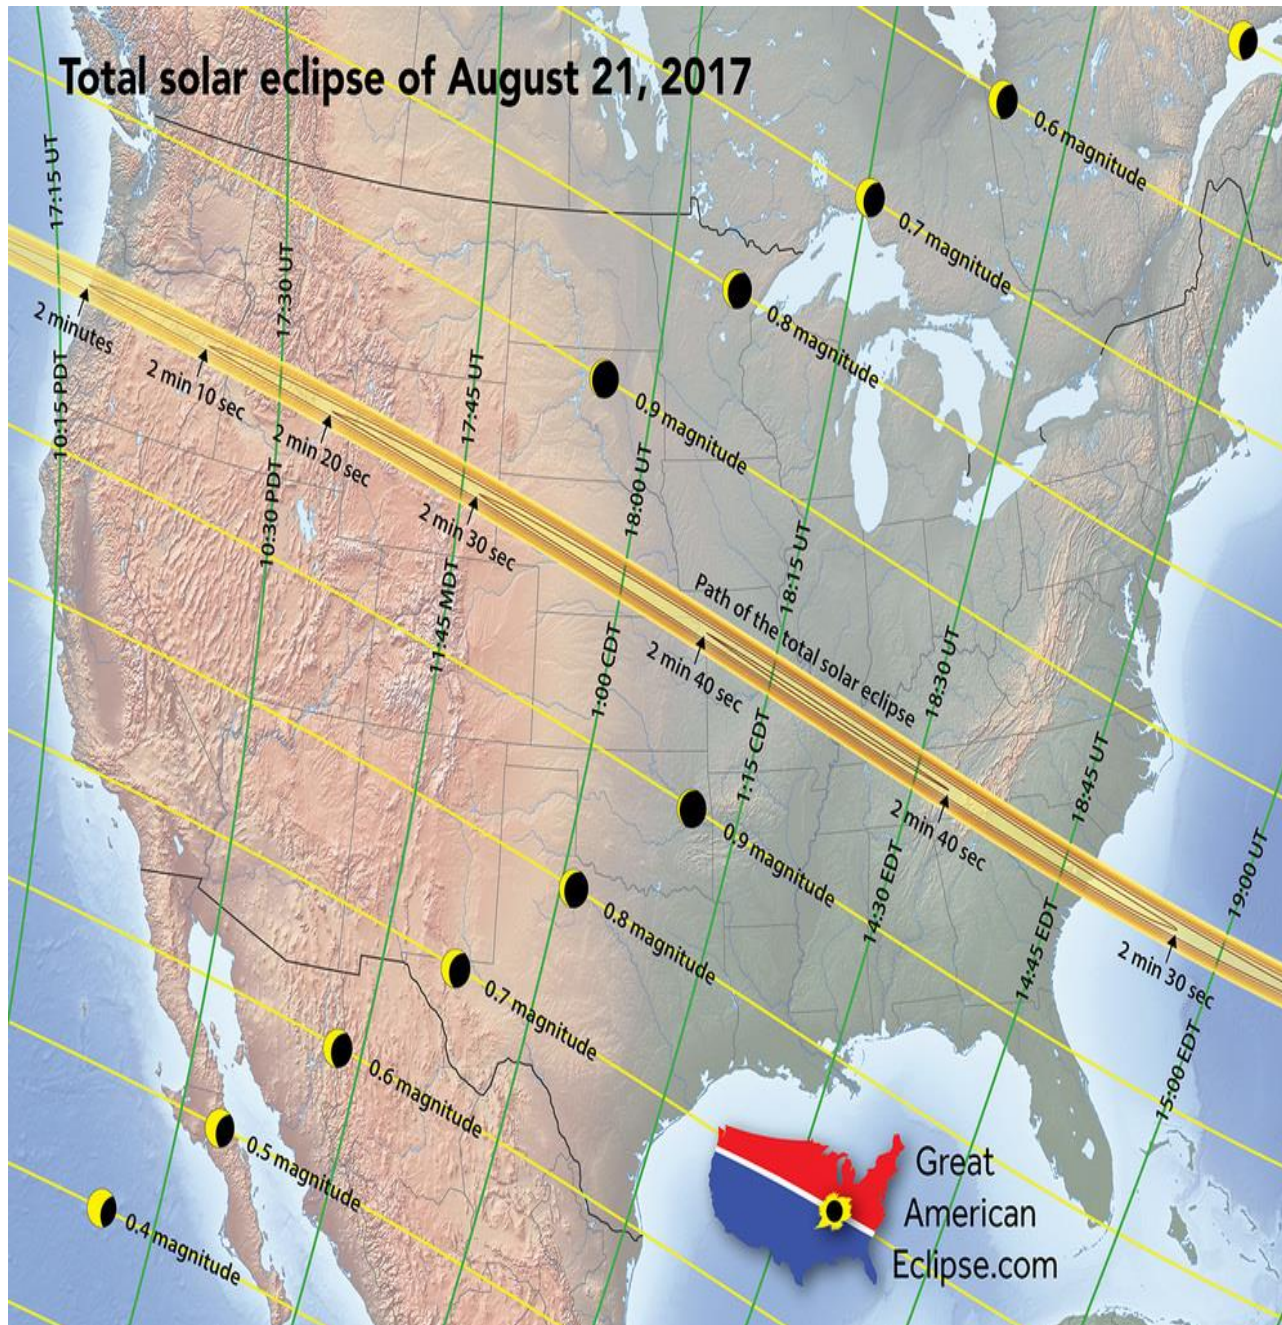 Total solar eclipse of August 21, 2017
0.6 magnitude
0.7 magnitude
0.8 magnitude
0.9 magnitude
17:15 UT
17:30 UT
17:45 UT
18:00 UT
18:15 UT
18:30 UT
18:45 UT
19:00 UT
2 minutes
2 min 10 sec
2 min 20 sec
2 min 30 sec
2 min 40 sec
Path of the total solar eclipse
2 min 40 sec
2 min 30 sec
10:15 PDT
10:30 PDT
11:45 MDT
1:00 CDT
1:15 CDT
14:30 EDT
14:45 EDT
15:00 EDT
0.9 magnitude
0.8 magnitude
0.7 magnitude
0.6 magnitude
0.5 magnitude
0.4 magnitude
Great
American
Eclipse.com